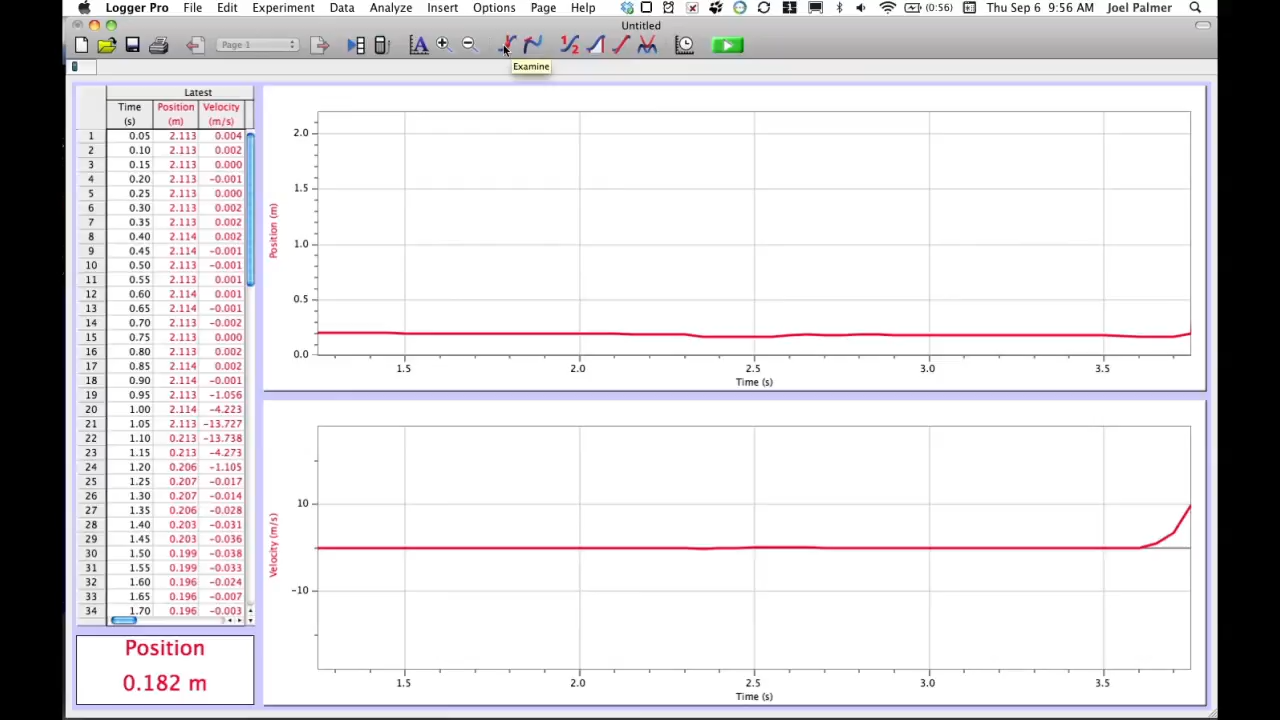 Logger Pro File Edit Experiment Data Analyze Insert Options Page Help (0:56) Thu Sep 6 9:56 AM Joel Palmer
Untitled
Page 1
Examine
Latest
Time Position Velocity
(s) (m) (m/s)
1 0.05 2.113 0.004
2 0.10 2.113 0.002
3 0.15 2.113 0.000
4 0.20 2.113 -0.001
5 0.25 2.113 0.000
6 0.30 2.113 0.002
7 0.35 2.113 0.002
8 0.40 2.114 0.002
9 0.45 2.114 -0.001
10 0.50 2.113 -0.001
11 0.55 2.113 0.001
12 0.60 2.114 0.001
13 0.65 2.114 -0.001
14 0.70 2.113 -0.002
15 0.75 2.113 0.000
16 0.80 2.113 0.002
17 0.85 2.114 0.002
18 0.90 2.114 -0.001
19 0.95 2.113 -1.056
20 1.00 2.114 -4.223
21 1.05 2.113 -13.727
22 1.10 0.213 -13.738
23 1.15 0.213 -4.273
24 1.20 0.206 -1.105
25 1.25 0.207 -0.017
26 1.30 0.207 -0.014
27 1.35 0.206 -0.028
28 1.40 0.203 -0.031
29 1.45 0.203 -0.036
30 1.50 0.199 -0.038
31 1.55 0.199 -0.033
32 1.60 0.196 -0.024
33 1.65 0.196 -0.007
34 1.70 0.196 -0.003
Position
0.182 m
Position (m)
2.0
1.5
1.0
0.5
0.0
1.5 2.0 2.5 3.0 3.5
Time (s)
Velocity (m/s)
10
-10
1.5 2.0 2.5 3.0 3.5
Time (s)